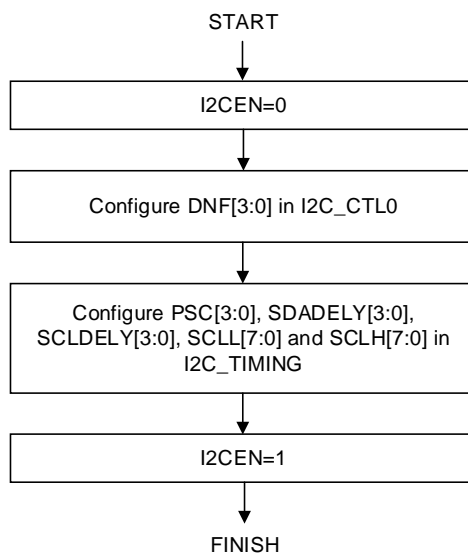 START
I2CEN=0
Configure DNF[3:0] in I2C_CTL0
Configure PSC[3:0], SDADELY[3:0],
SCLDELY[3:0], SCLL[7:0] and SCLH[7:0] in
I2C_TIMING
I2CEN=1
FINISH